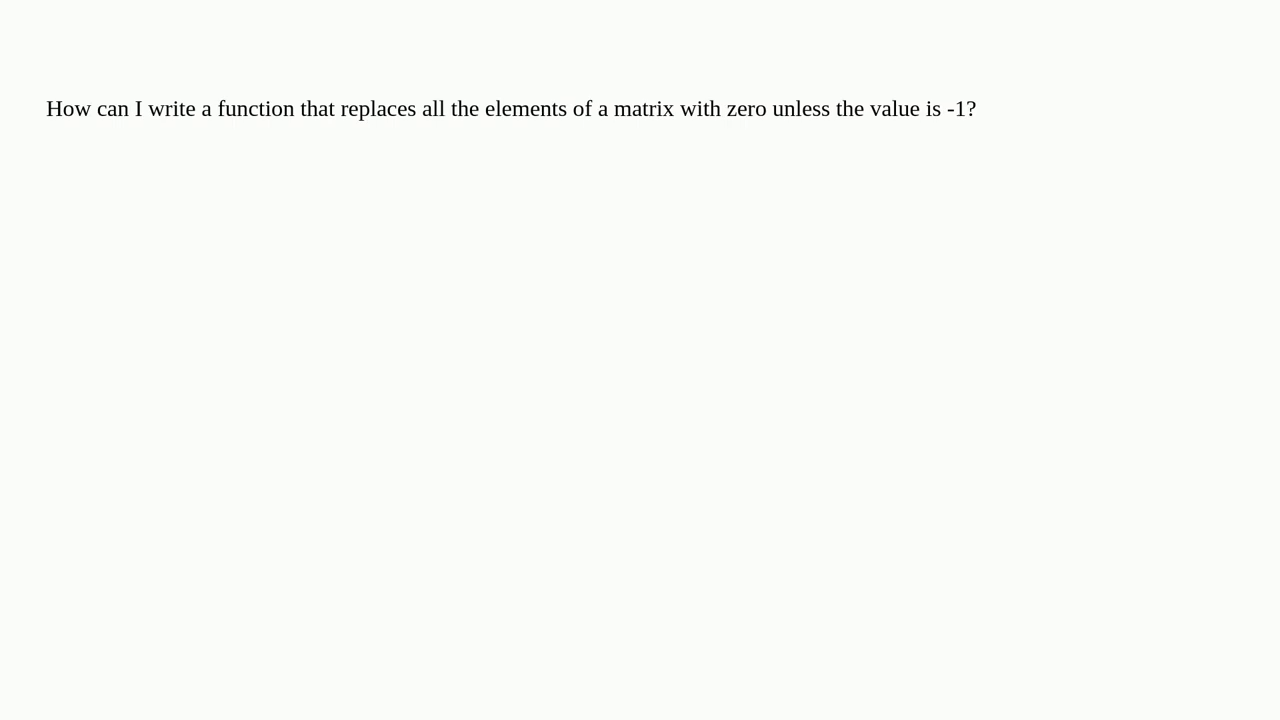 How can I write a function that replaces all the elements of a matrix with zero unless the value is -1?